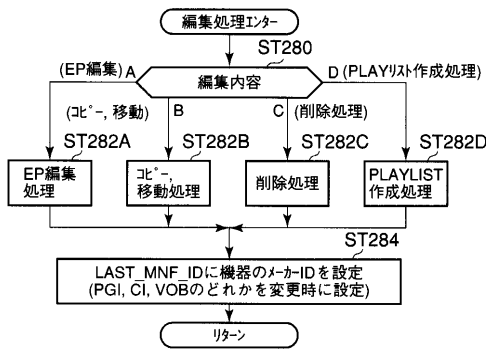 編集処理エンター
ST280
(EP編集) A
編集内容
D (PLAYリスト作成処理)
(コピー, 移動)
B
C
(削除処理)
ST282A
ST282B
ST282C
ST282D
EP編集
処理
コピー,
移動処理
削除処理
PLAYLIST
作成処理
ST284
LAST_MNF_IDに機器のメーカーIDを設定
(PGI, CI, VOBのどれかを変更時に設定)
リターン